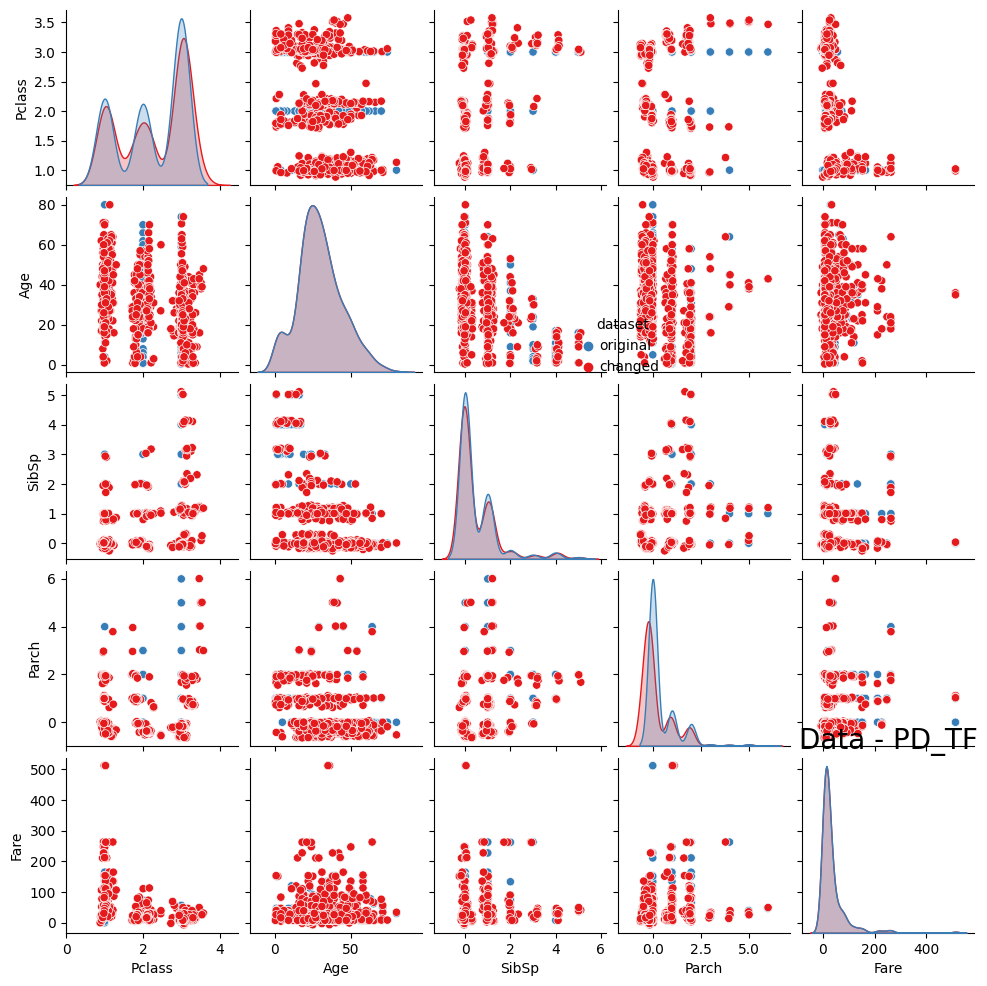 Pclass
3.5
3.0
2.5
2.0
1.5
1.0
Age
80
60
40
20
0
dataset
original
changed
SibSp
5
4
3
2
1
0
Parch
6
4
2
0
Data - PD_TF
Fare
500
400
300
200
100
0
0 2 4
0 50
0 2 4 6
0.0 2.5 5.0
0 200 400
Pclass Age SibSp Parch Fare